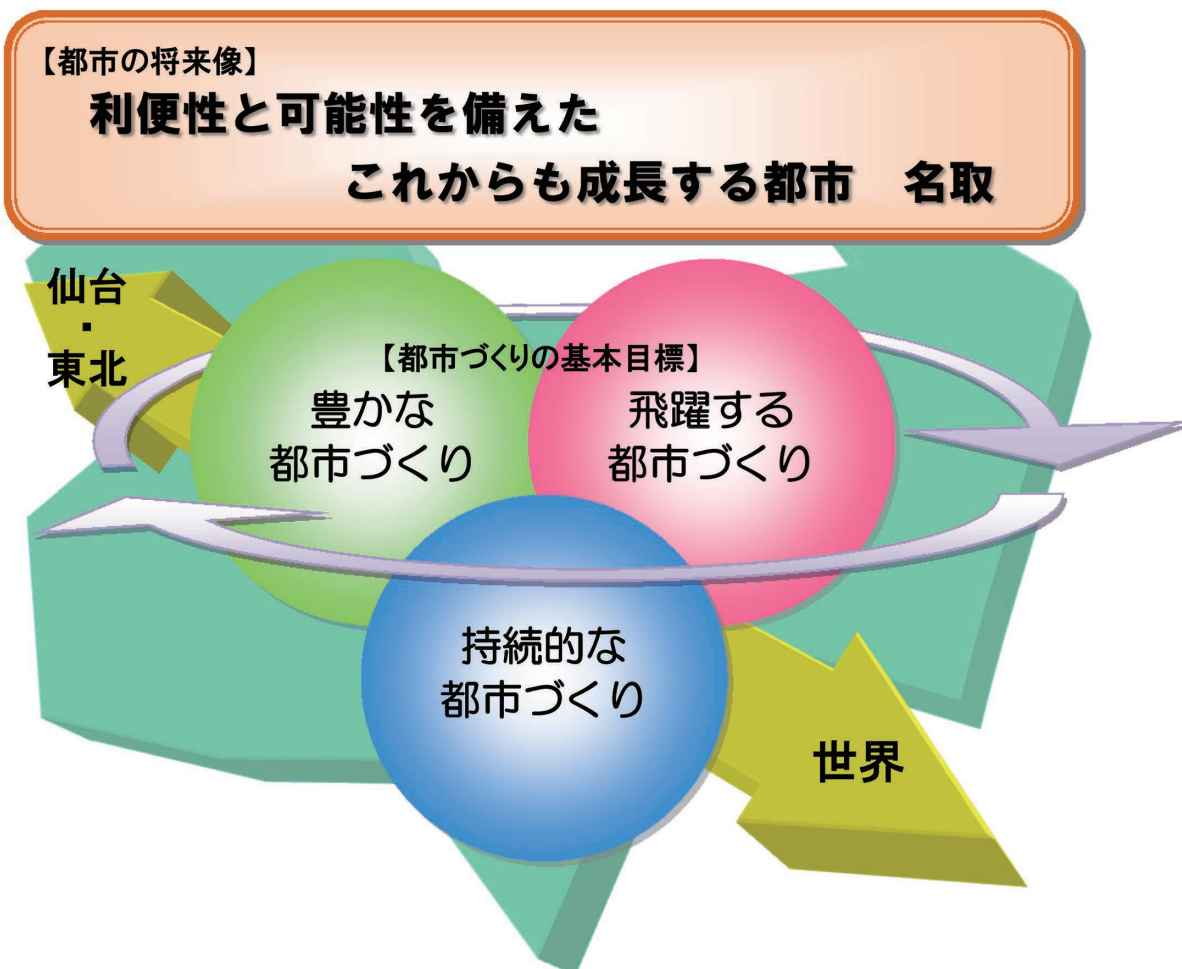 【都市の将来像】
利便性と可能性を備えた
これからも成長する都市　名取
仙台
・
東北
【都市づくりの基本目標】
豊かな
都市づくり
飛躍する
都市づくり
持続的な
都市づくり
世界